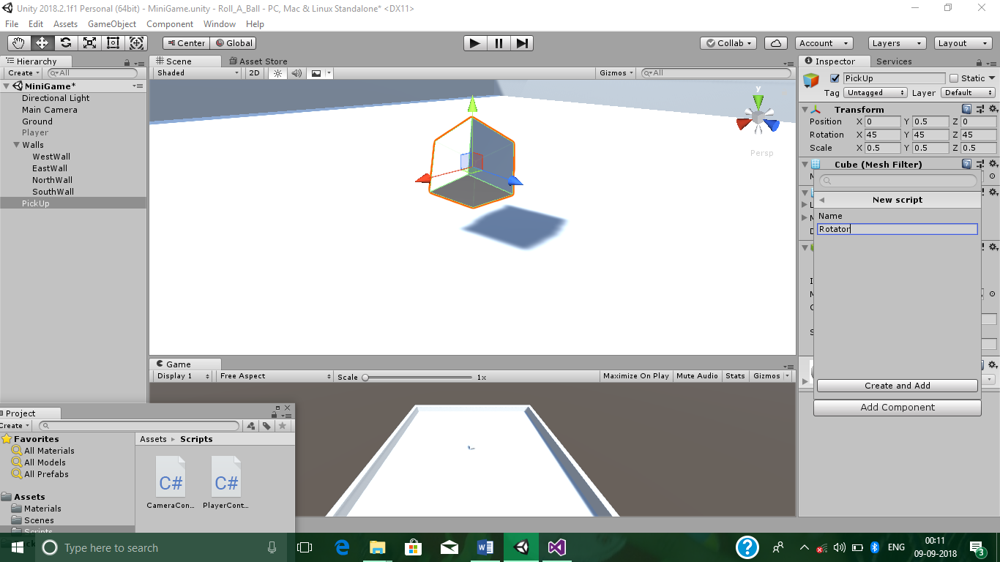 Unity 2018.2.1f1 Personal (64bit) - MiniGame.unity - Roll_A_Ball - PC, Mac & Linux Standalone* <DX11>
File Edit Assets GameObject Component Window Help
Center Global Collab Account Layers Layout
Hierarchy
Create All
MiniGame*
Directional Light
Main Camera
Ground
Player
Walls
WestWall
EastWall
NorthWall
SouthWall
PickUp
Scene Asset Store
Shaded 2D Gizmos All
y
Persp
Game
Display 1 Free Aspect Scale 1x Maximize On Play Mute Audio Stats Gizmos
Inspector Services
PickUp Static
Tag Untagged Layer Default
Transform
Position X 0 Y 0.5 Z 0
Rotation X 45 Y 45 Z 45
Scale X 0.5 Y 0.5 Z 0.5
Cube (Mesh Filter)
New script
Name
Rotator
Create and Add
Add Component
Project
Create
Favorites
All Materials
All Models
All Prefabs
Assets
Materials
Scenes
Scripts
Assets Scripts
C# C#
CameraCon... PlayerCont...
Type here to search
ENG
00:11
09-09-2018
3